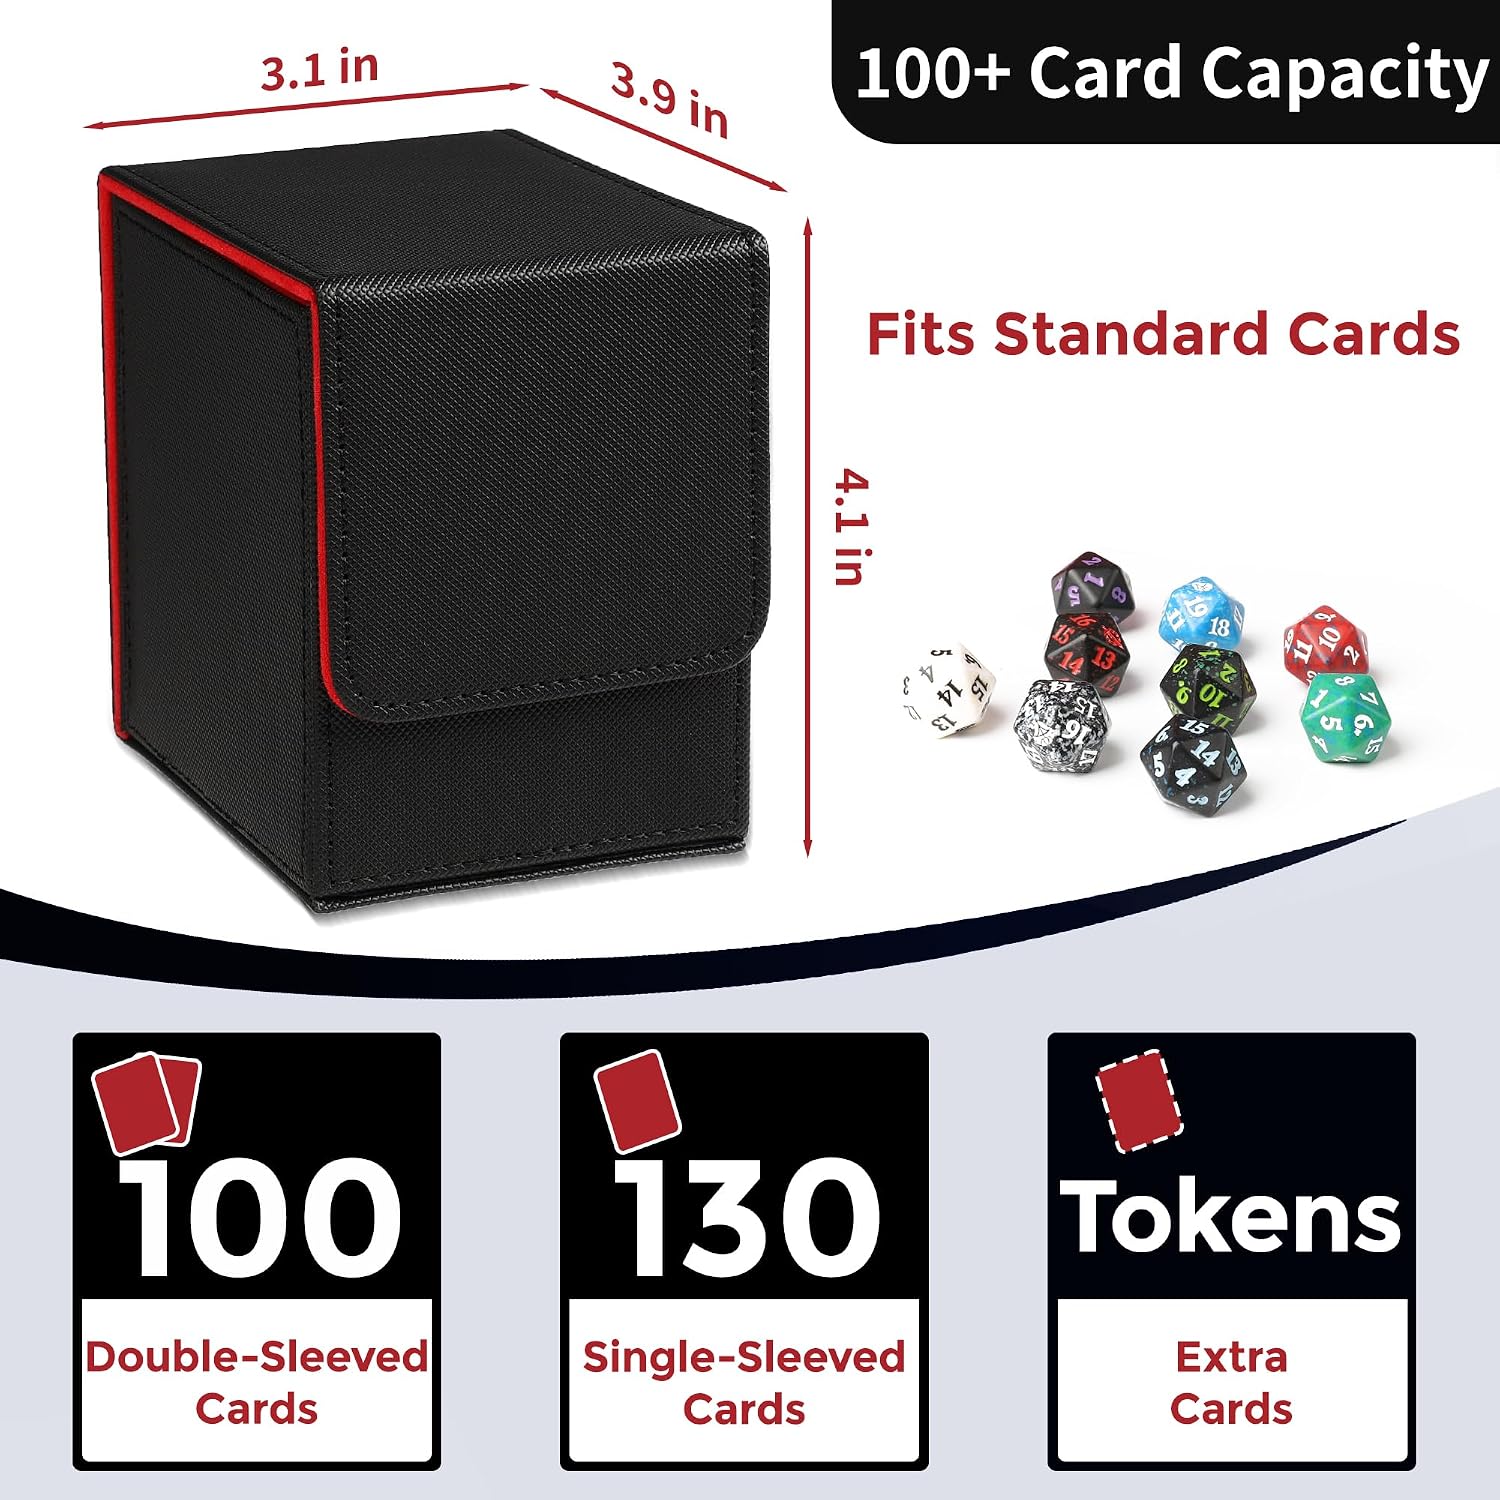 3.1 in
3.9 in
100+ Card Capacity
Fits Standard Cards
4.1 in
100
Double-Sleeved
Cards
130
Single-Sleeved
Cards
Tokens
Extra
Cards